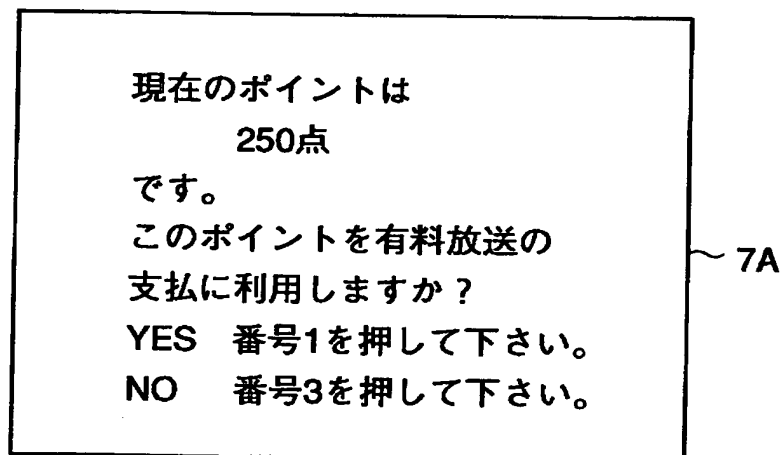 現在のポイントは
250点
です。
このポイントを有料放送の
支払に利用しますか？
YES 番号1を押して下さい。
NO 番号3を押して下さい。
7A